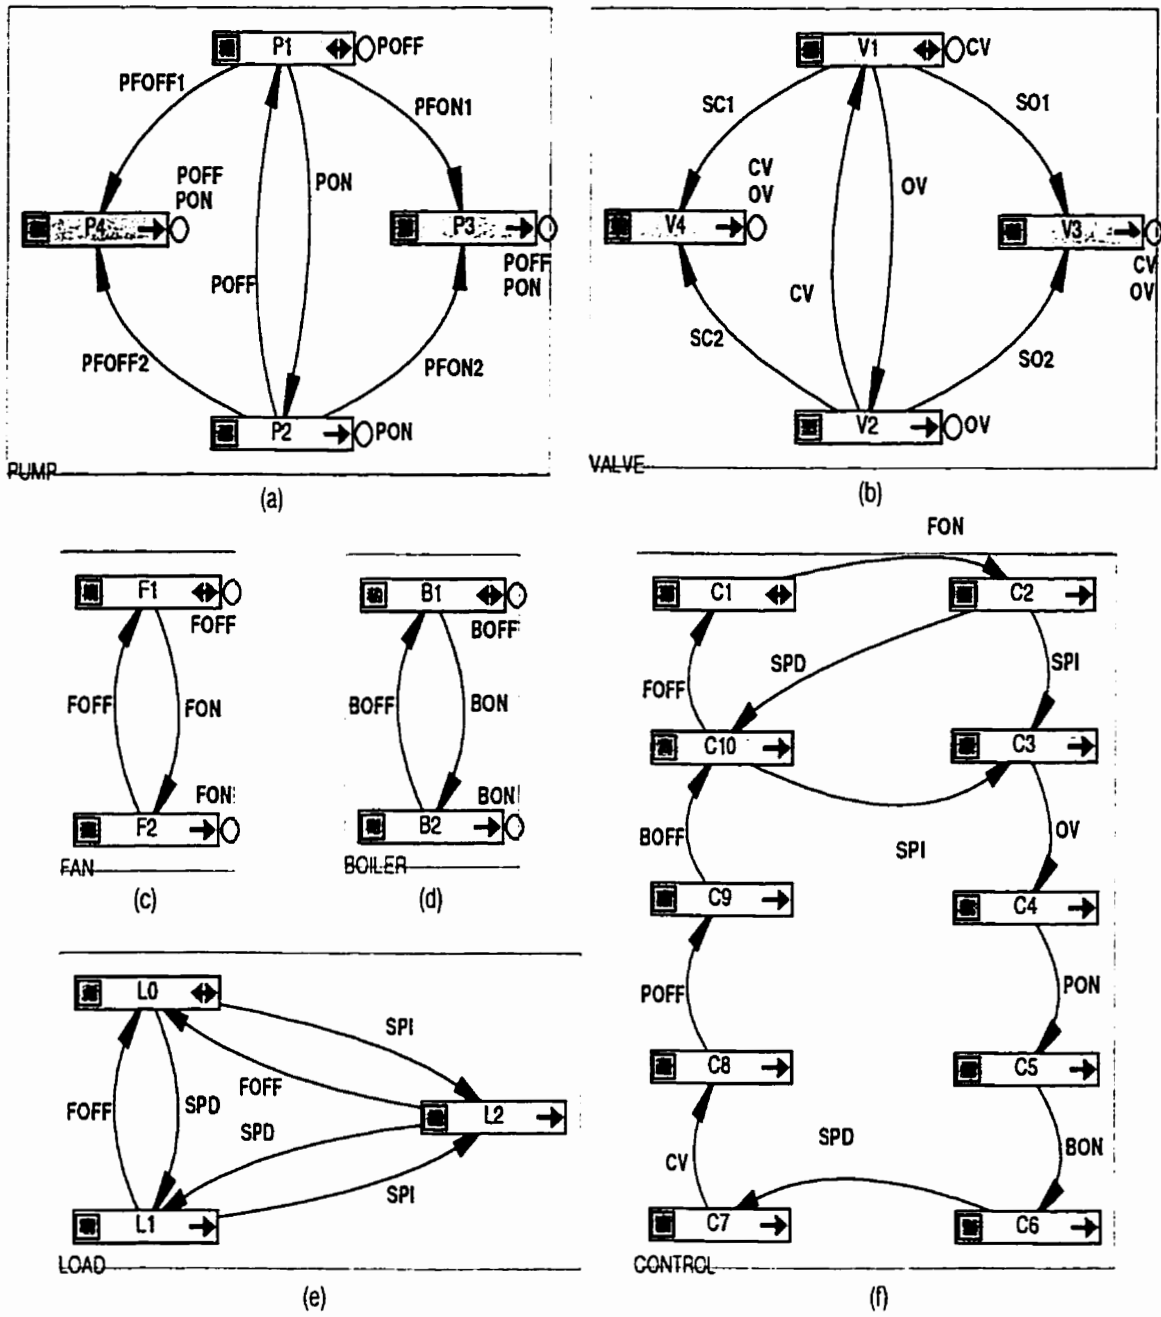 P1
POFF
PFOFF1
PFON1
POFF
PON
PON
P4
P3
POFF
POFF
PON
PFOFF2
PFON2
P2
PON
PUMP
(a)
V1
CV
SC1
SO1
CV
OV
OV
V4
V3
CV
CV
OV
SC2
SO2
V2
OV
VALVE
(b)
F1
FOFF
FOFF
FON
FON
F2
FAN
(c)
B1
BOFF
BOFF
BON
BON
B2
BOILER
(d)
L0
SPI
FOFF
FOFF
SPD
SPD
L2
SPI
L1
LOAD
(e)
FON
C1
C2
SPD
SPI
FOFF
C10
C3
BOFF
SPI
OV
C9
C4
POFF
PON
C8
C5
SPD
BON
CV
C7
C6
CONTROL
(f)